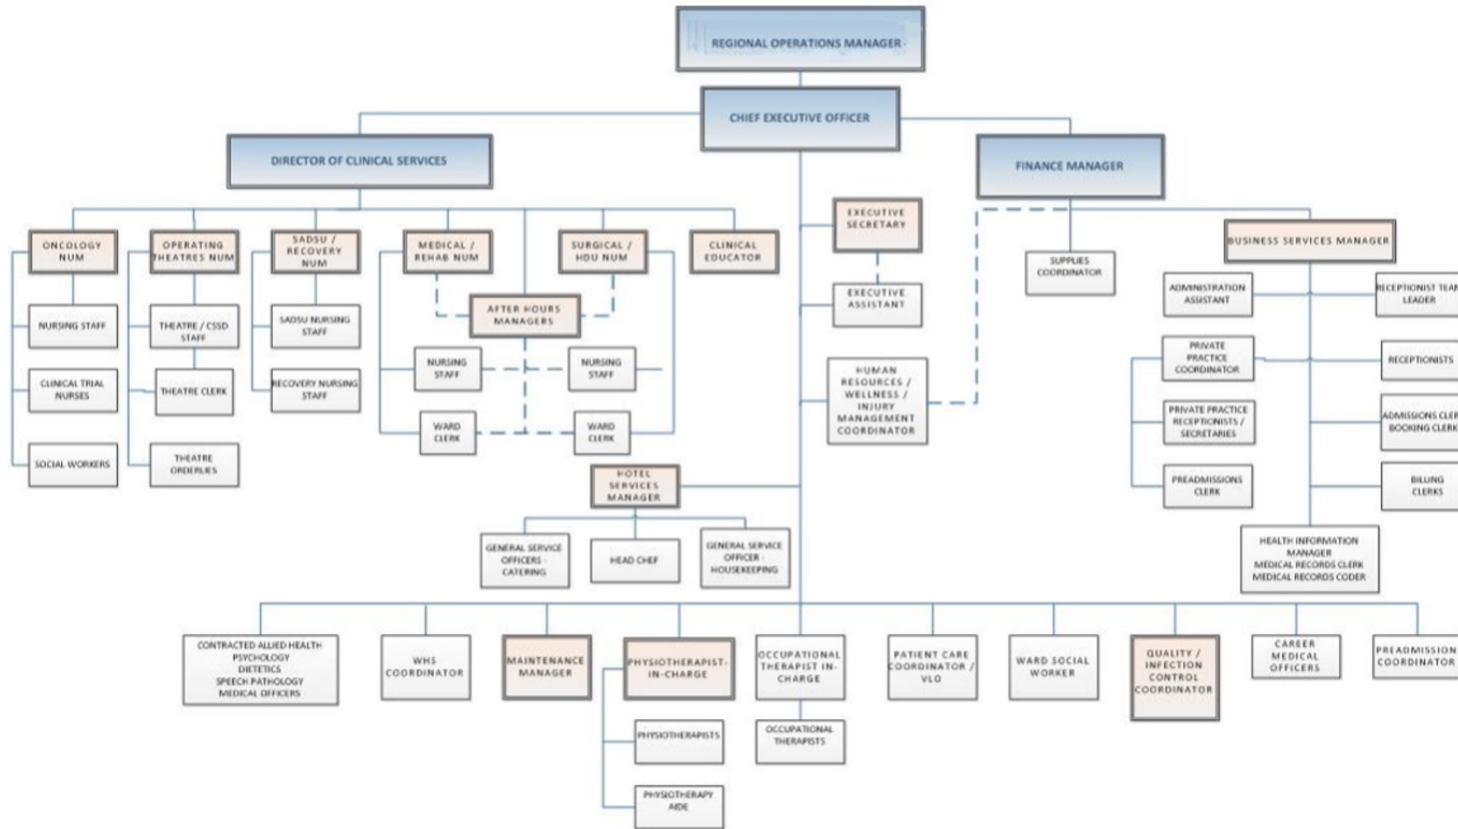 REGIONAL OPERATIONS MANAGER
CHIEF EXECUTIVE OFFICER
DIRECTOR OF CLINICAL SERVICES
FINANCE MANAGER
EXECUTIVE
SECRETARY
ONCOLOGY
NUM
OPERATING
THEATRES NUM
SADSU /
RECOVERY
NUM
MEDICAL /
REHAB NUM
SURGICAL /
HDU NUM
CLINICAL
EDUCATOR
BUSINESS SERVICES MANAGER
SUPPLIES
COORDINATOR
EXECUTIVE
ASSISTANT
AFTER HOURS
MANAGERS
ADMINISTRATION
ASSISTANT
RECEPTIONIST TEAM
LEADER
NURSING STAFF
THEATRE / CSSD
STAFF
SADSU NURSING
STAFF
NURSING
STAFF
NURSING
STAFF
HUMAN
RESOURCES /
WELLNESS /
INJURY
MANAGEMENT
COORDINATOR
PRIVATE
PRACTICE
COORDINATOR
RECEPTIONISTS
CLINICAL TRIAL
NURSES
THEATRE CLERK
RECOVERY NURSING
STAFF
WARD
CLERK
WARD
CLERK
PRIVATE PRACTICE
RECEPTIONISTS /
SECRETARIES
ADMISSIONS CLERK
BOOKING CLERK
SOCIAL WORKERS
THEATRE
ORDERLIES
HOTEL
SERVICES
MANAGER
PREADMISSIONS
CLERK
BILLING
CLERKS
GENERAL SERVICE
OFFICERS -
CATERING
HEAD CHEF
GENERAL SERVICE
OFFICER -
HOUSEKEEPING
HEALTH INFORMATION
MANAGER
MEDICAL RECORDS CLERK
MEDICAL RECORDS CODER
CONTRACTED ALLIED HEALTH
PSYCHOLOGY
DIETETICS
SPEECH PATHOLOGY
MEDICAL OFFICERS
WHS
COORDINATOR
MAINTENANCE
MANAGER
PHYSIOTHERAPIST-
IN-CHARGE
OCCUPATIONAL
THERAPIST IN-
CHARGE
PATIENT CARE
COORDINATOR /
VLO
WARD SOCIAL
WORKER
QUALITY /
INFECTION
CONTROL
COORDINATOR
CAREER
MEDICAL
OFFICERS
PREADMISSION
COORDINATOR
PHYSIOTHERAPISTS
OCCUPATIONAL
THERAPISTS
PHYSIOTHERAPY
AIDE